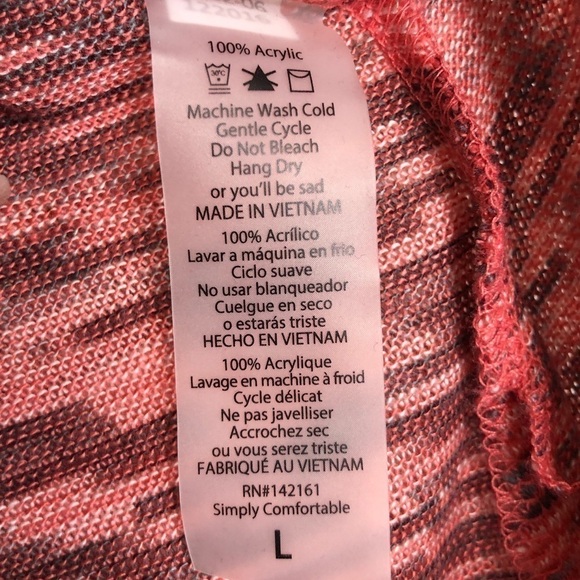 122016
100% Acrylic
30°C
Machine Wash Cold
Gentle Cycle
Do Not Bleach
Hang Dry
or you'll be sad
MADE IN VIETNAM
100% Acrílico
Lavar a máquina en frio
Ciclo suave
No usar blanqueador
Cuelgue en seco
o estarás triste
HECHO EN VIETNAM
100% Acrylique
Lavage en machine à froid
Cycle délicat
Ne pas javelliser
Accrochez sec
ou vous serez triste
FABRIQUÉ AU VIETNAM
RN#142161
Simply Comfortable
L